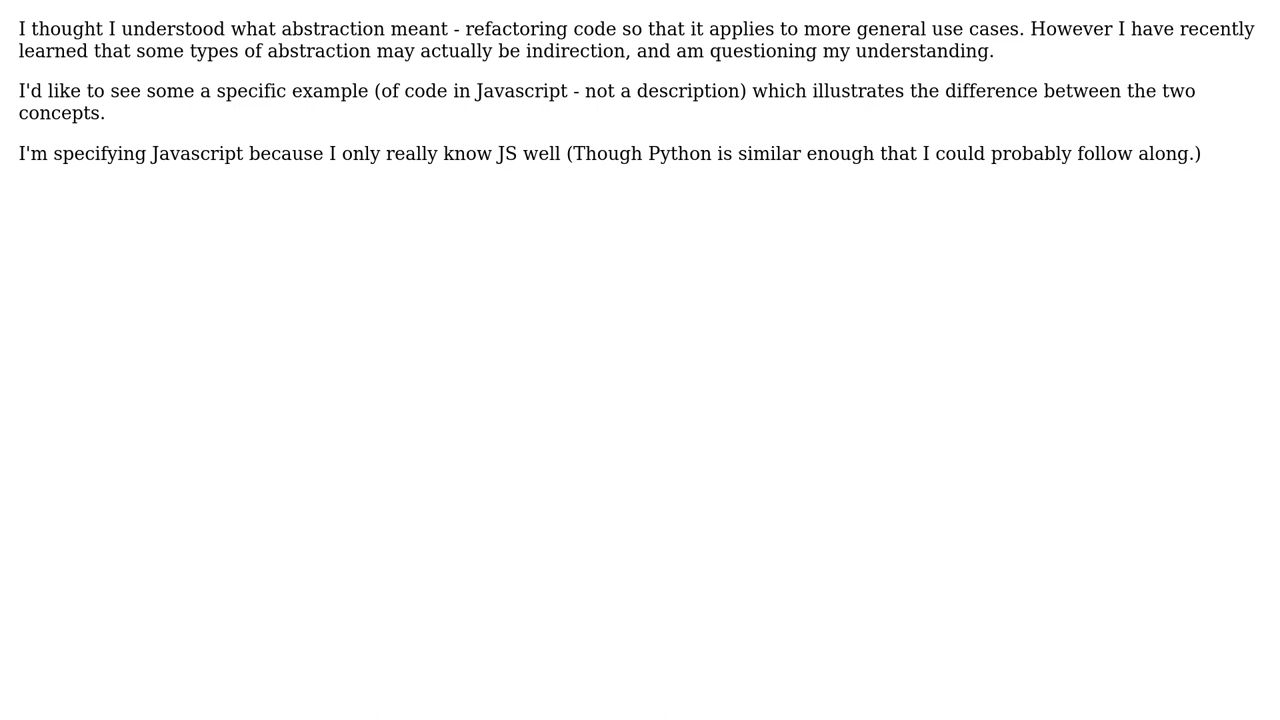 I thought I understood what abstraction meant - refactoring code so that it applies to more general use cases. However I have recently
learned that some types of abstraction may actually be indirection, and am questioning my understanding.
I'd like to see some a specific example (of code in Javascript - not a description) which illustrates the difference between the two
concepts.
I'm specifying Javascript because I only really know JS well (Though Python is similar enough that I could probably follow along.)